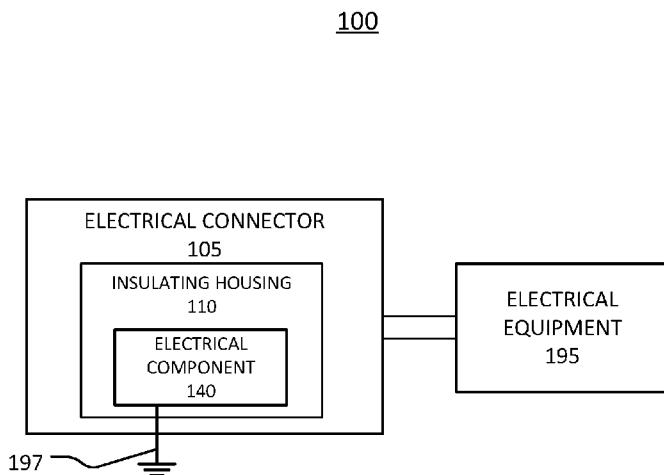 100
ELECTRICAL CONNECTOR
105
INSULATING HOUSING
110
ELECTRICAL
COMPONENT
140
ELECTRICAL
EQUIPMENT
195
197